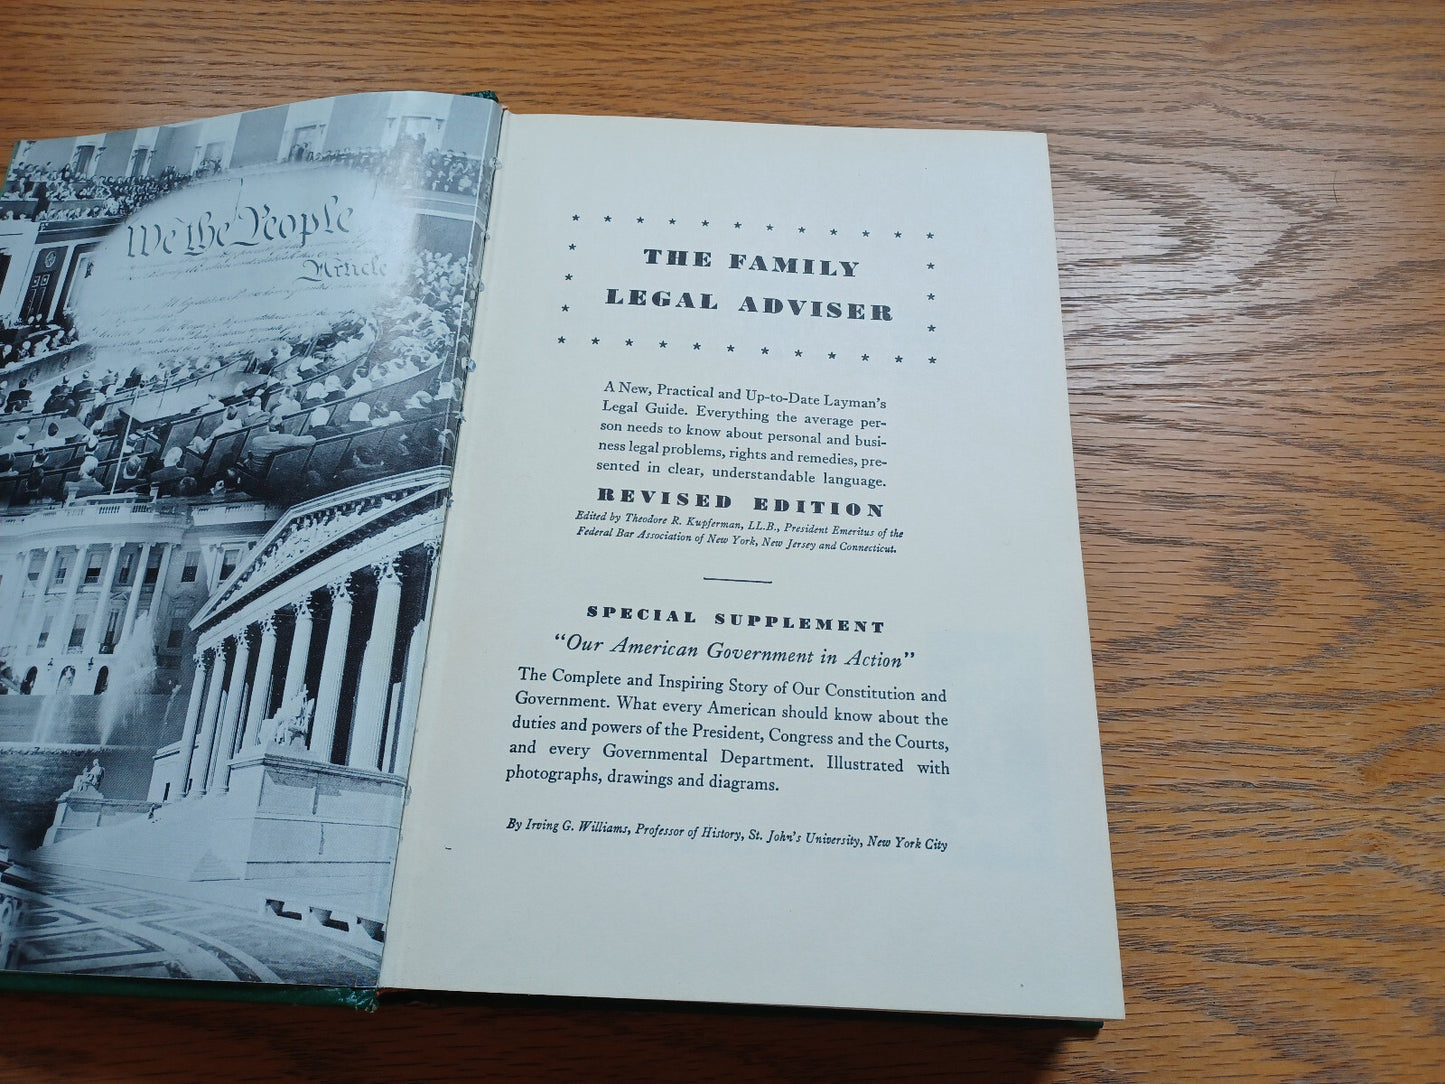 We the People
Article
THE FAMILY
LEGAL ADVISER
A New, Practical and Up-to-Date Layman's
Legal Guide. Everything the average per-
son needs to know about personal and busi-
ness legal problems, rights and remedies, pre-
sented in clear, understandable language.
REVISED EDITION
Edited by Theodore R. Kupferman, LL.B., President Emeritus of the
Federal Bar Association of New York, New Jersey and Connecticut.
SPECIAL SUPPLEMENT
"Our American Government in Action"
The Complete and Inspiring Story of Our Constitution and
Government. What every American should know about the
duties and powers of the President, Congress and the Courts,
and every Governmental Department. Illustrated with
photographs, drawings and diagrams.
By Irving G. Williams, Professor of History, St. John's University, New York City